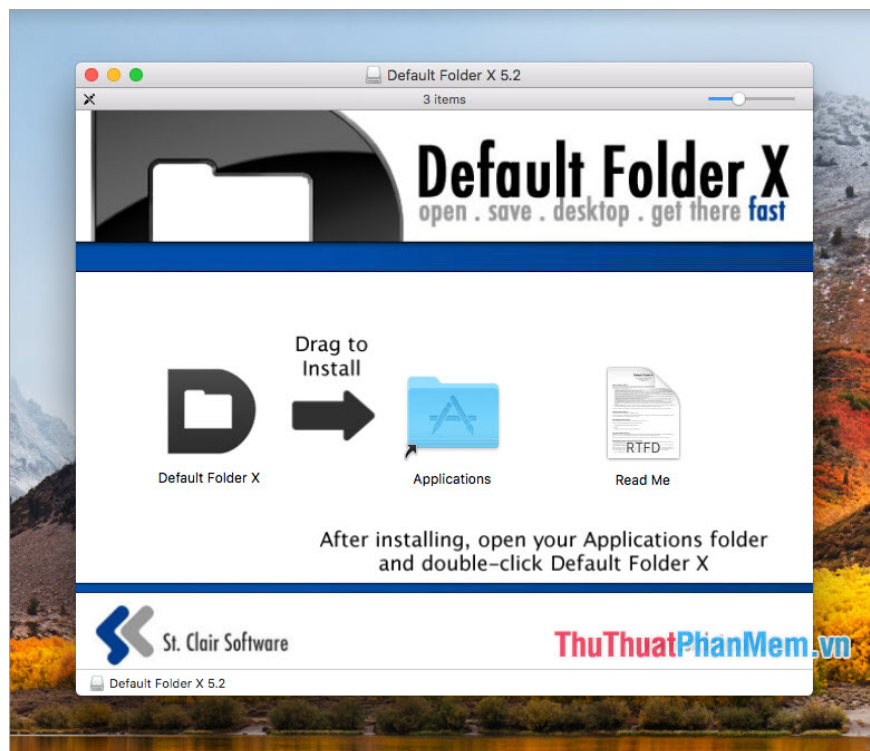 Default Folder X 5.2
3 items
Default Folder X
open . save . desktop . get there fast
Drag to
Install
Default Folder X
Applications
RTFD
Read Me
After installing, open your Applications folder
and double-click Default Folder X
St. Clair Software
ThuThuatPhanMem.vn
Default Folder X 5.2